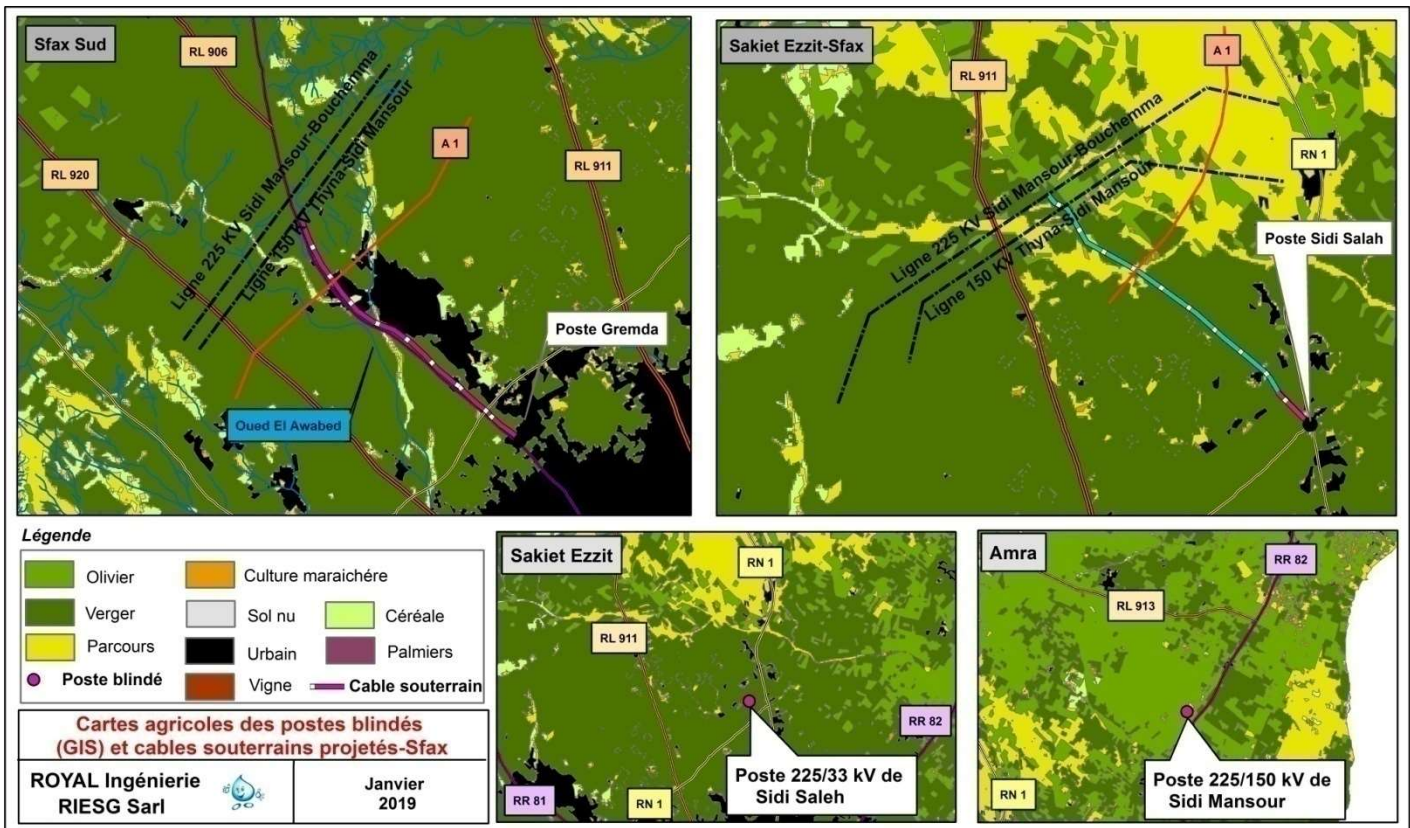 Sfax Sud
RL 906
RL 920
A 1
RL 911
Ligne 225 KV Sidi Mansour-Bouchemma
Ligne 150 KV Thyna-Sidi Mansour
Poste Gremda
Oued El Awabed
Sakiet Ezzit-Sfax
RL 911
A 1
RN 1
Ligne 225 KV Sidi Mansour-Bouchemma
Ligne 150 KV Thyna-Sidi Mansour
Poste Sidi Salah
Légende
Olivier
Verger
Parcours
Poste blindé
Culture maraichére
Sol nu
Urbain
Vigne
Céréale
Palmiers
Cable souterrain
Cartes agricoles des postes blindés
(GIS) et cables souterrains projetés-Sfax
ROYAL Ingénierie
RIESG Sarl
Janvier
2019
Sakiet Ezzit
RN 1
RL 911
RR 82
RR 81
RN 1
Poste 225/33 kV de
Sidi Saleh
Amra
RR 82
RL 913
RN 1
Poste 225/150 kV de
Sidi Mansour